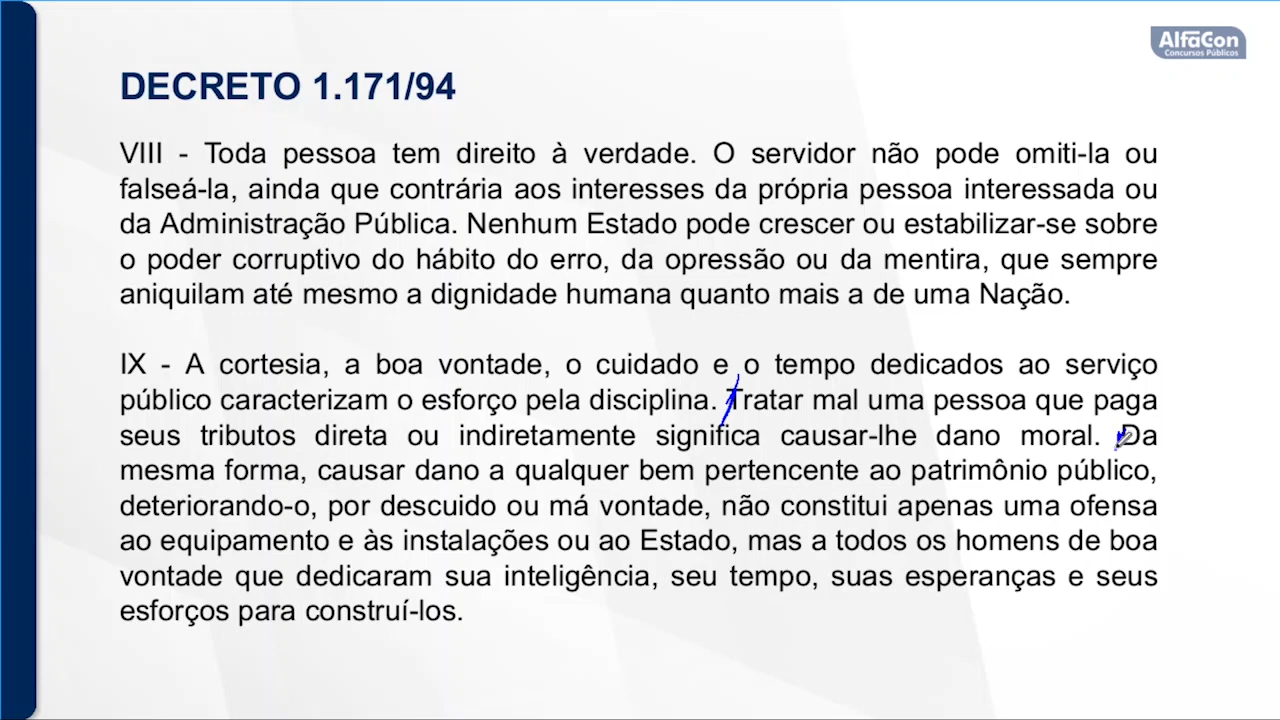 AlfaCon
Concursos Públicos
DECRETO 1.171/94
VIII - Toda pessoa tem direito à verdade. O servidor não pode omiti-la ou
falseá-la, ainda que contrária aos interesses da própria pessoa interessada ou
da Administração Pública. Nenhum Estado pode crescer ou estabilizar-se sobre
o poder corruptivo do hábito do erro, da opressão ou da mentira, que sempre
aniquilam até mesmo a dignidade humana quanto mais a de uma Nação.
IX - A cortesia, a boa vontade, o cuidado e o tempo dedicados ao serviço
público caracterizam o esforço pela disciplina. Tratar mal uma pessoa que paga
seus tributos direta ou indiretamente significa causar-lhe dano moral. Da
mesma forma, causar dano a qualquer bem pertencente ao patrimônio público,
deteriorando-o, por descuido ou má vontade, não constitui apenas uma ofensa
ao equipamento e às instalações ou ao Estado, mas a todos os homens de boa
vontade que dedicaram sua inteligência, seu tempo, suas esperanças e seus
esforços para construí-los.